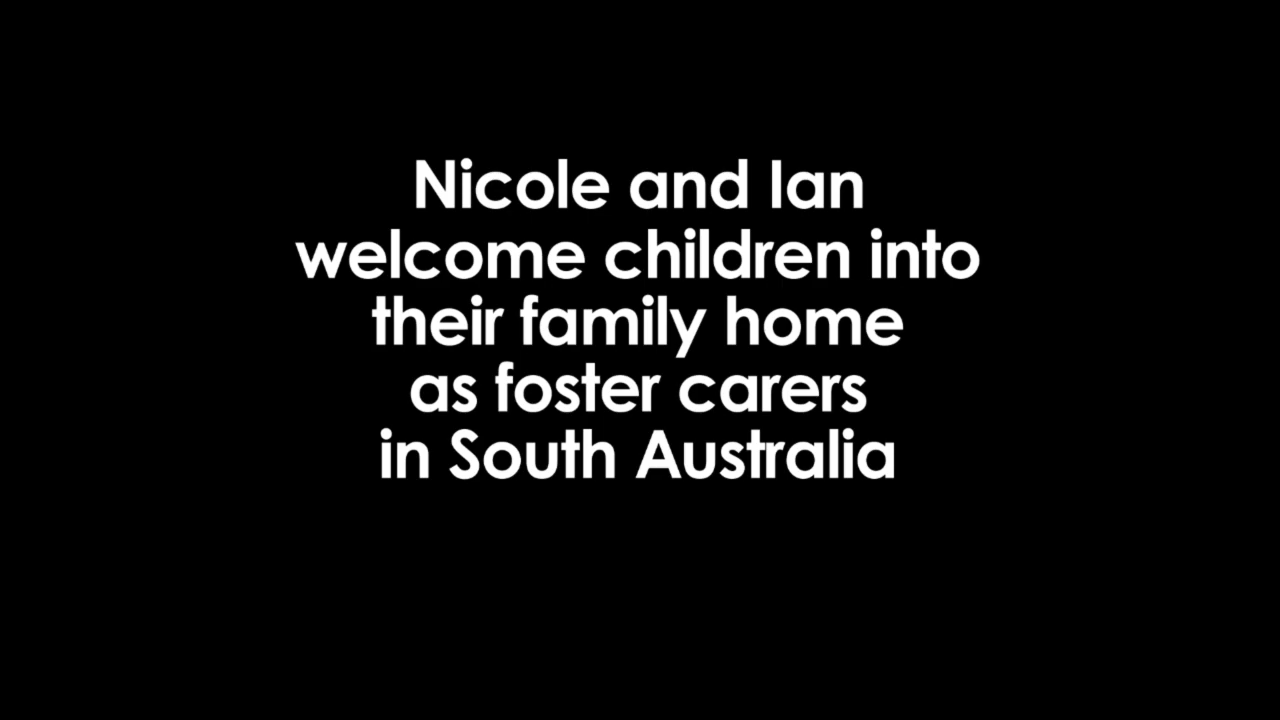 Nicole and Ian
welcome children into
their family home
as foster carers
in South Australia